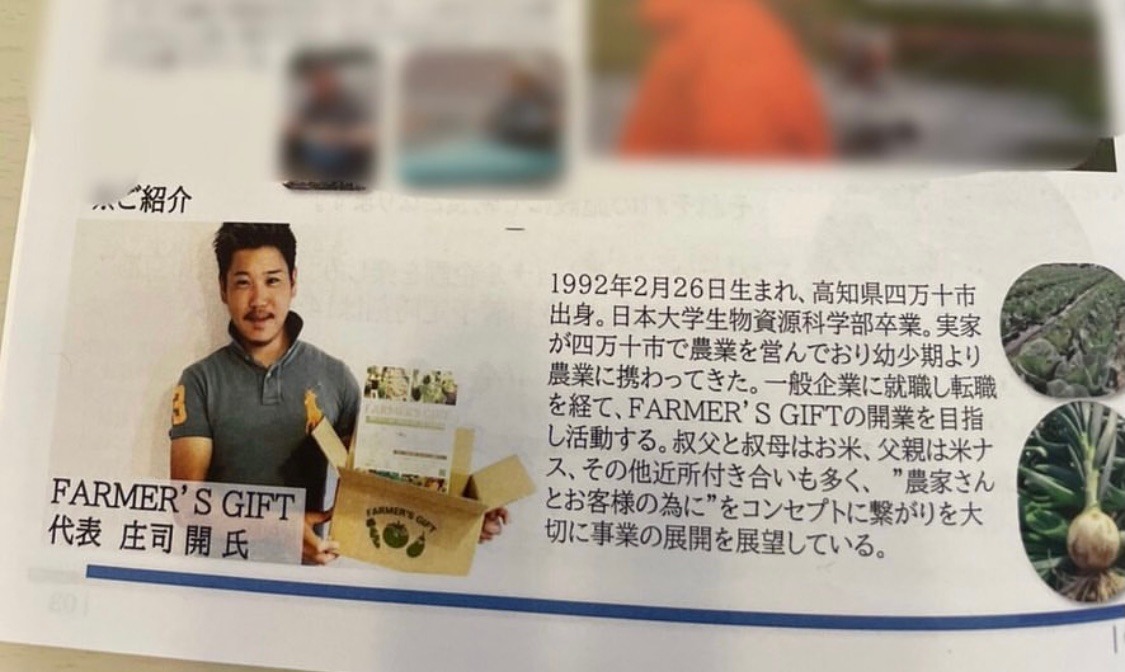 ご紹介
1992年2月26日生まれ、高知県四万十市
出身。日本大学生物資源科学部卒業。実家
が四万十市で農業を営んでおり幼少期より
農業に携わってきた。一般企業に就職し転職
を経て、FARMER'S GIFTの開業を目指
し活動する。叔父と叔母はお米、父親は米ナ
ス、その他近所付き合いも多く、"農家さん
とお客様の為に"をコンセプトに繋がりを大
切に事業の展開を展望している。
3
FARMER'S GIFT
FARMER'S GIFT
FARMER'S GIFT
代表 庄司 開 氏
103